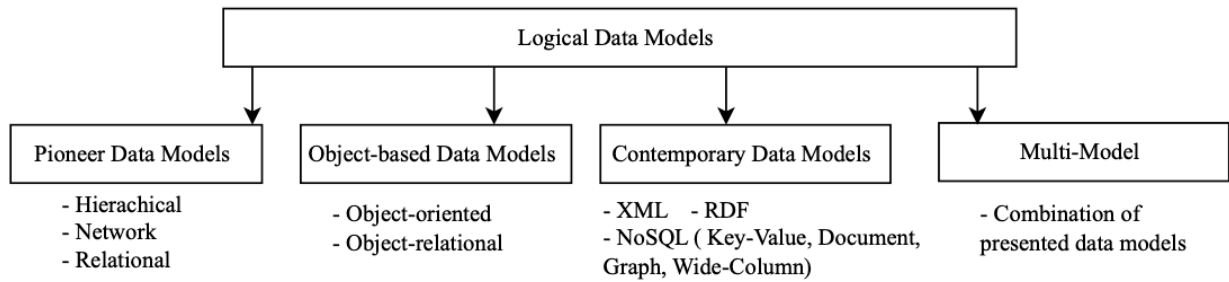 Logical Data Models
Pioneer Data Models
- Hierachical
- Network
- Relational
Object-based Data Models
- Object-oriented
- Object-relational
Contemporary Data Models
- XML - RDF
- NoSQL ( Key-Value, Document,
Graph, Wide-Column)
Multi-Model
- Combination of
presented data models